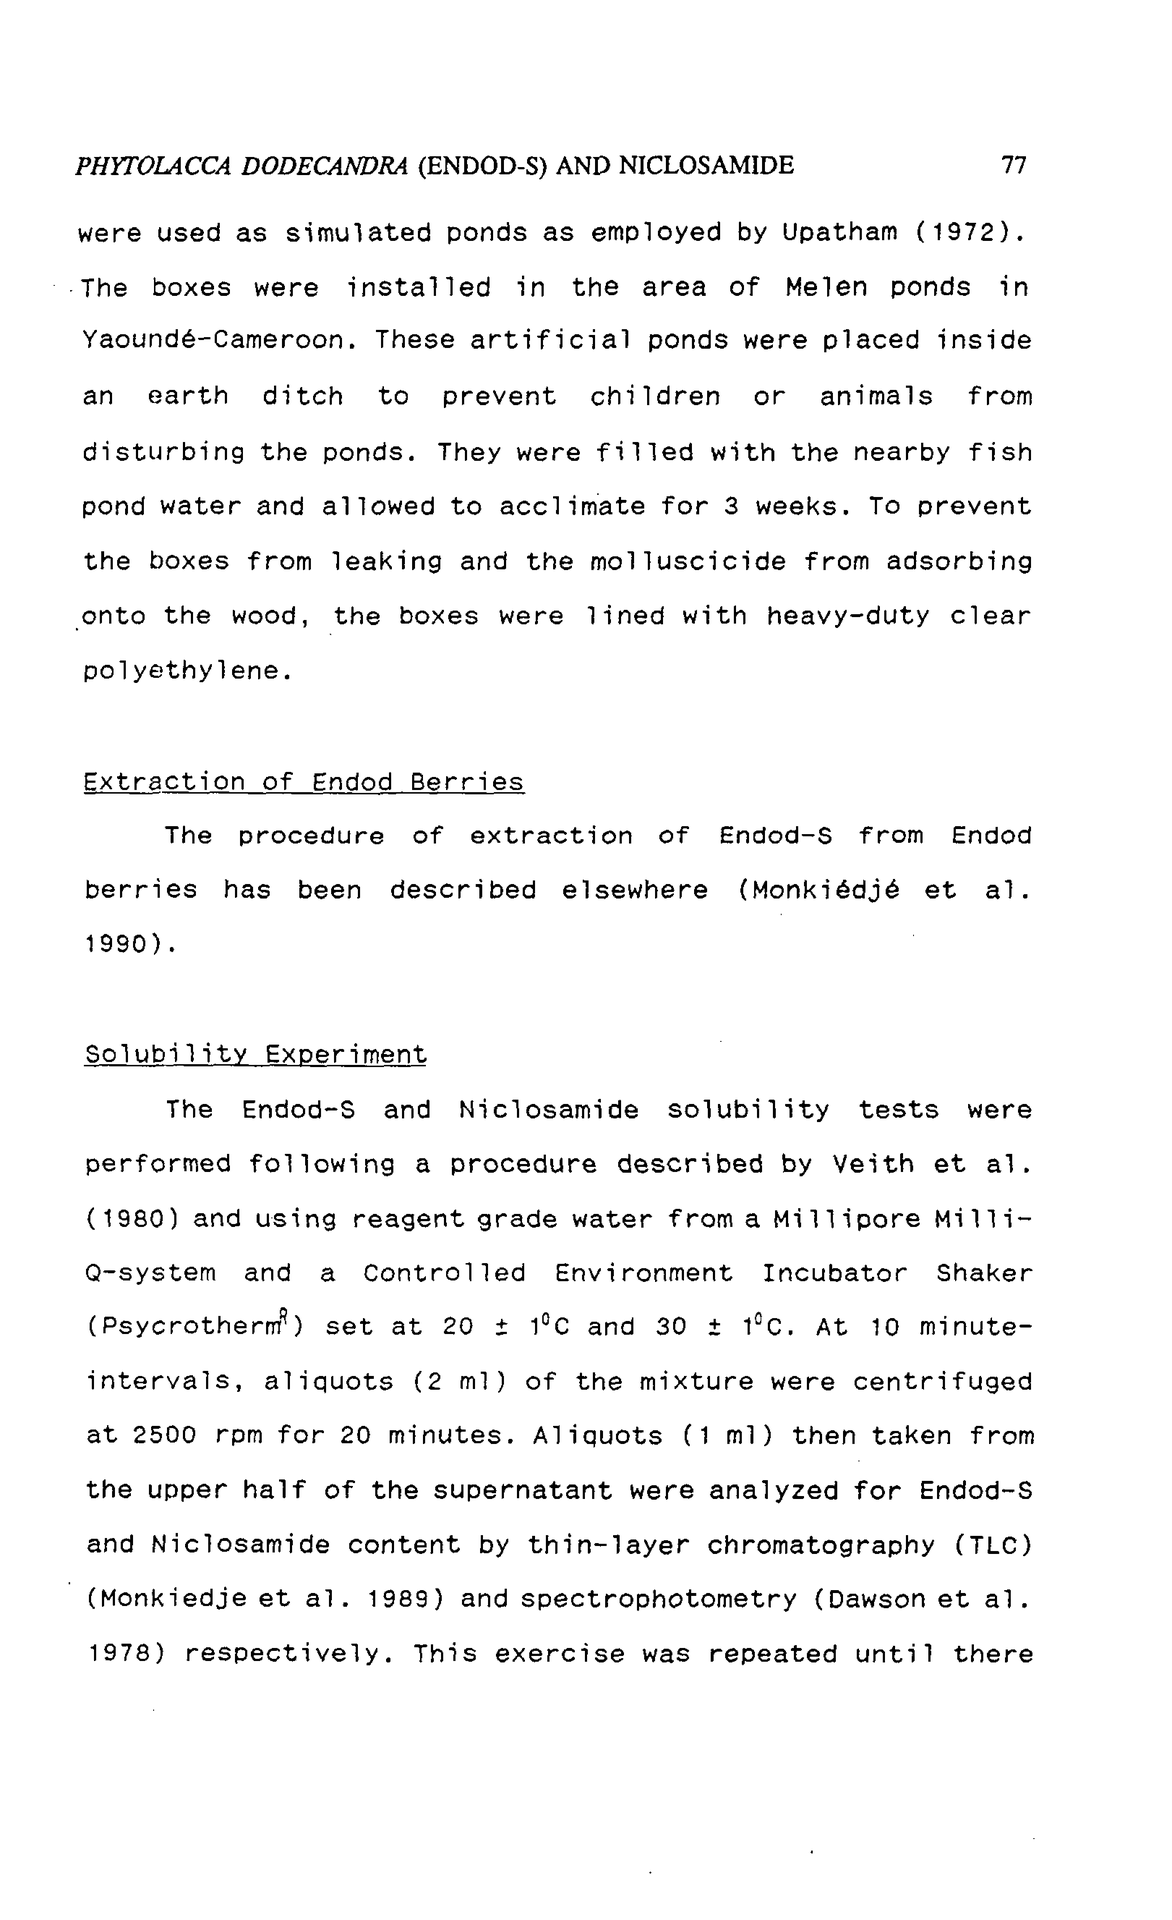 PHYTOLACCA DODECANDRA (ENDOD-S) AND NICLOSAMIDE 77
were used as simulated ponds as employed by Upatham (1972).
The boxes were installed in the area of Melen ponds in
Yaoundé-Cameroon. These artificial ponds were placed inside
an earth ditch to prevent children or animals from
disturbing the ponds. They were filled with the nearby fish
pond water and allowed to acclimate for 3 weeks. To prevent
the boxes from leaking and the molluscicide from adsorbing
onto the wood, the boxes were lined with heavy-duty clear
polyethylene.
Extraction of Endod Berries
The procedure of extraction of Endod-S from Endod
berries has been described elsewhere (Monkiédjé et al.
1990).
Solubility Experiment
The Endod-S and Niclosamide solubility tests were
performed following a procedure described by Veith et al.
(1980) and using reagent grade water from a Millipore Milli-
Q-system and a Controlled Environment Incubator Shaker
(Psycrotherm^R) set at 20 ± 1⁰C and 30 ± 1⁰C. At 10 minute-
intervals, aliquots (2 ml) of the mixture were centrifuged
at 2500 rpm for 20 minutes. Aliquots (1 ml) then taken from
the upper half of the supernatant were analyzed for Endod-S
and Niclosamide content by thin-layer chromatography (TLC)
(Monkiedje et al. 1989) and spectrophotometry (Dawson et al.
1978) respectively. This exercise was repeated until there